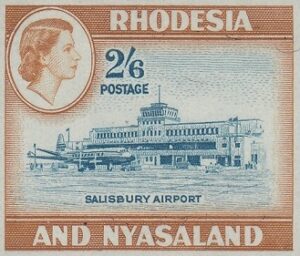 RHODESIA
2/6
POSTAGE
SALISBURY AIRPORT
AND NYASALAND